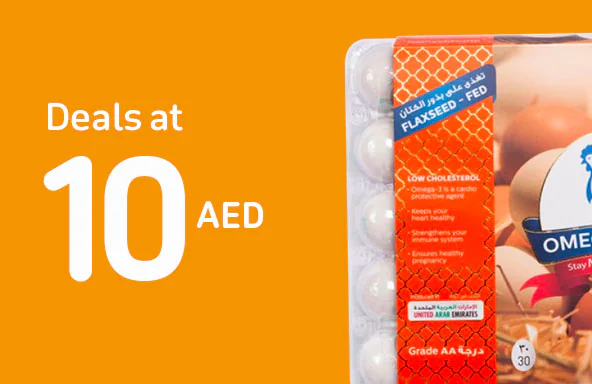 Deals at
10 AED
تغذى على بذور الكتان
FLAXSEED - FED
LOW CHOLESTEROL
• Omega-3 is a cardio
protective agent
• Keeps your
heart healthy
• Strengthens your
immune system
• Ensures healthy
pregnancy
الإمارات العربية المتحدة
UNITED ARAB EMIRATES
Grade AA درجة
OME
Stay
٣٠
30